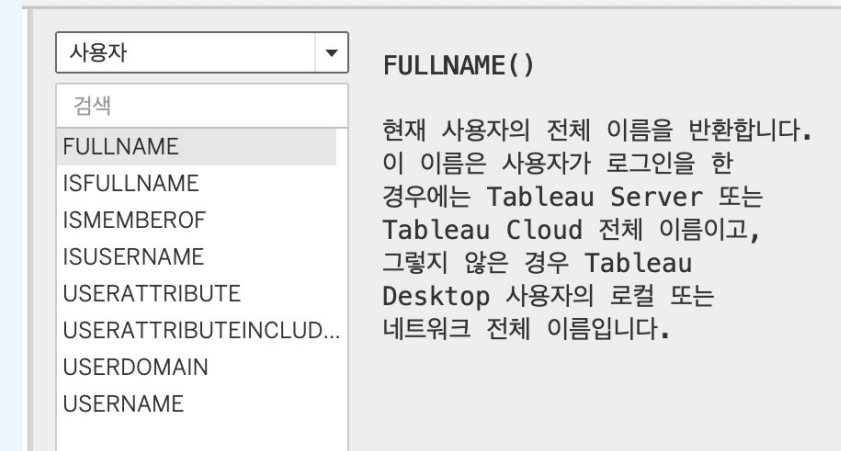 사용자
검색
FULLNAME
ISFULLNAME
ISMEMBEROF
ISUSERNAME
USERATTRIBUTE
USERATTRIBUTEINCLUD...
USERDOMAIN
USERNAME
FULLNAME()
현재 사용자의 전체 이름을 반환합니다.
이 이름은 사용자가 로그인을 한
경우에는 Tableau Server 또는
Tableau Cloud 전체 이름이고,
그렇지 않은 경우 Tableau
Desktop 사용자의 로컬 또는
네트워크 전체 이름입니다.